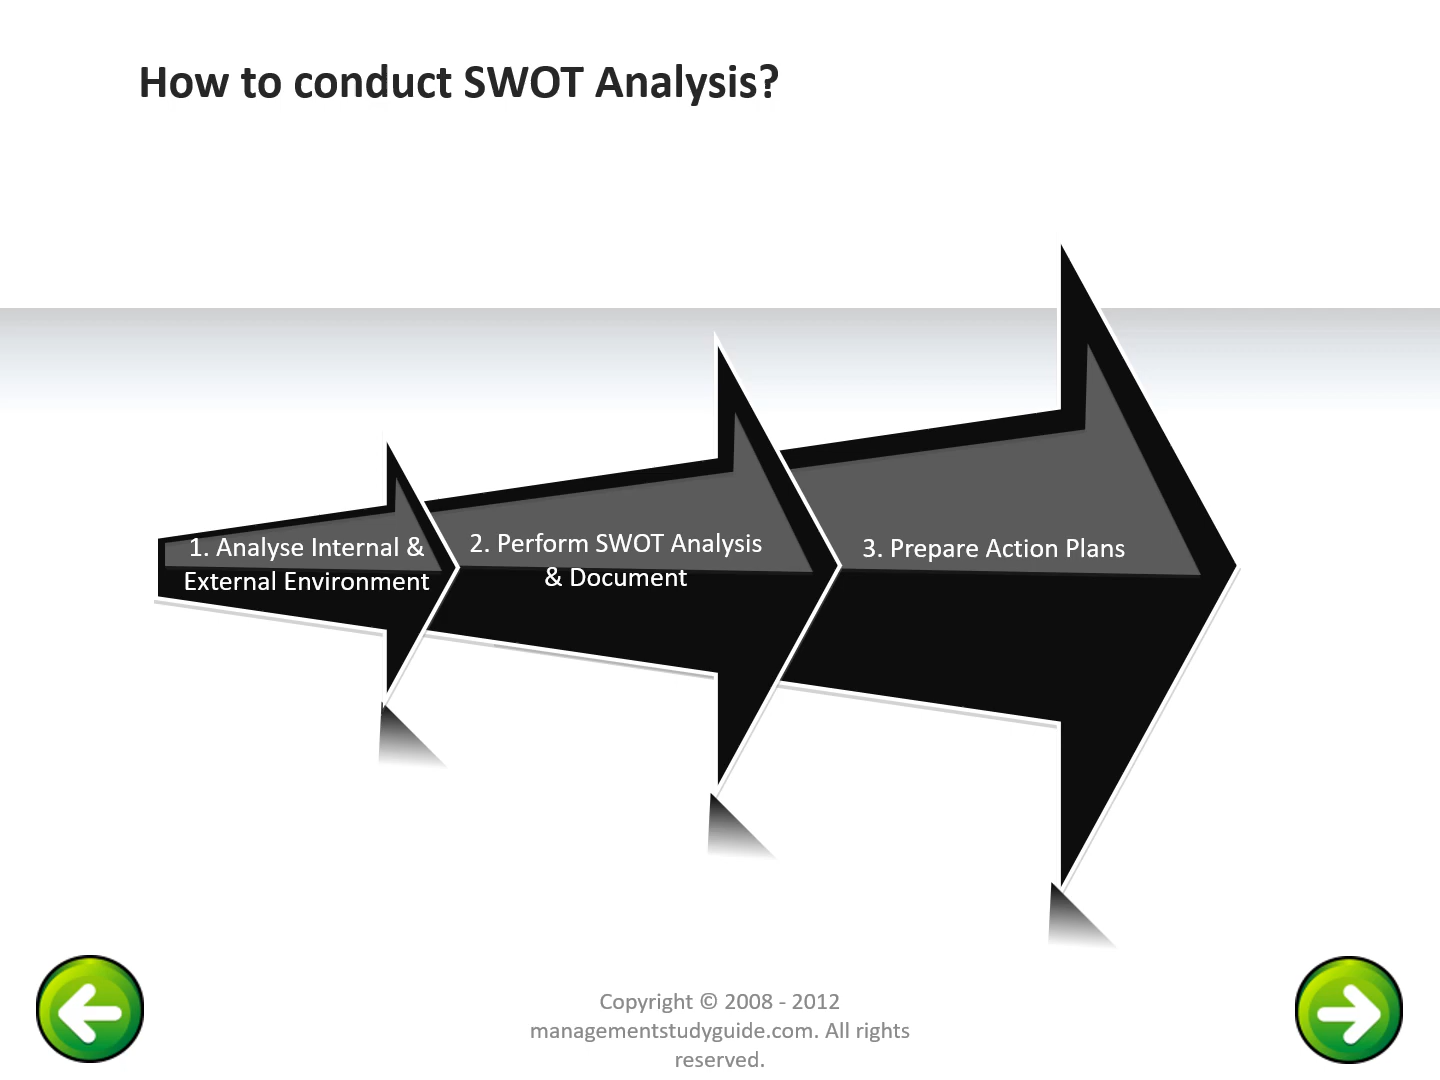 How to conduct SWOT Analysis?
1. Analyse Internal &
External Environment
2. Perform SWOT Analysis
& Document
3. Prepare Action Plans
Copyright © 2008 - 2012
managementstudyguide.com. All rights
reserved.